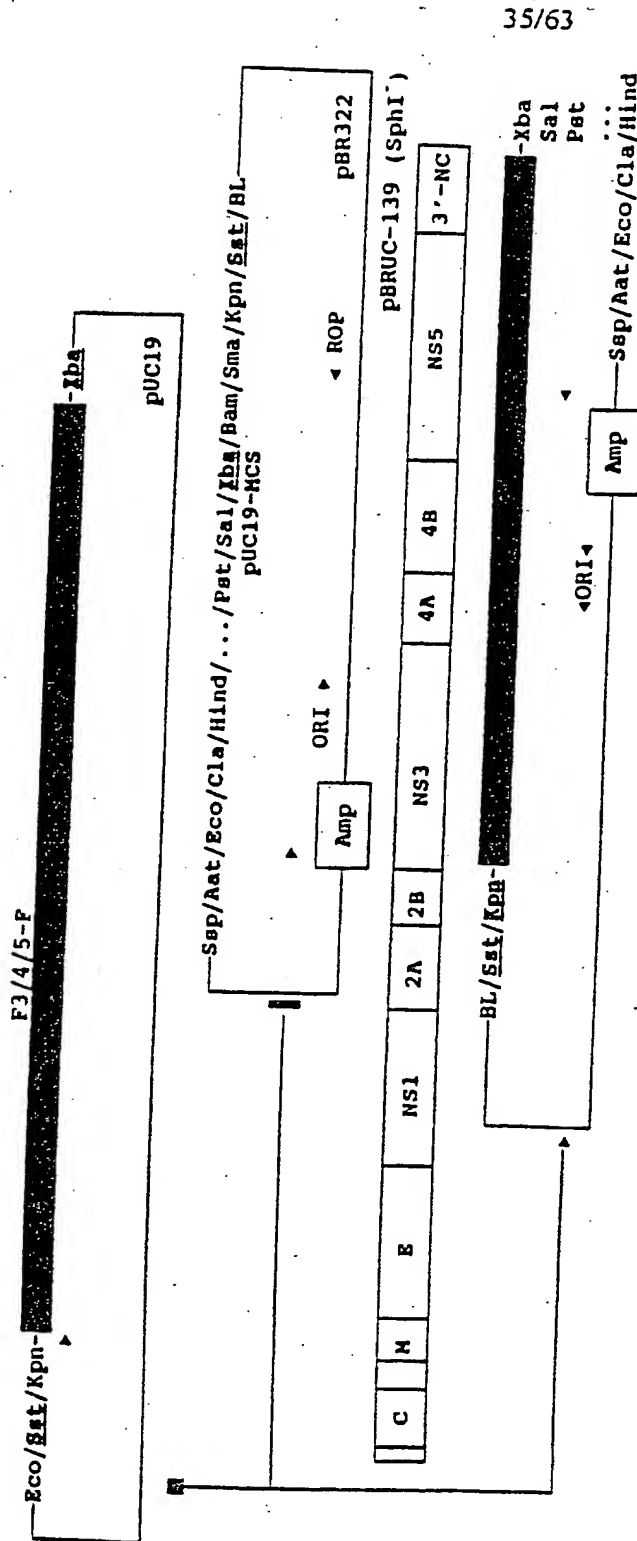 35/63
F3/4/5-P
Eco/Sst/Kpn-
-Xba
pUC19
Ssp/Aat/Eco/Cla/Hind/.../Pst/Sal/Xba/Bam/Sma/Kpn/Sst/BL
pUC19-MCS
ORI
ROP
Amp
pBR322
pBRUC-139 (SphI-)
C
M
E
NS1
2A
2B
NS3
4A
4B
NS5
3'-NC
BL/Sst/Kpn-
-Xba
Sal
Pst
...
Ssp/Aat/Eco/Cla/Hind
ORI
Amp